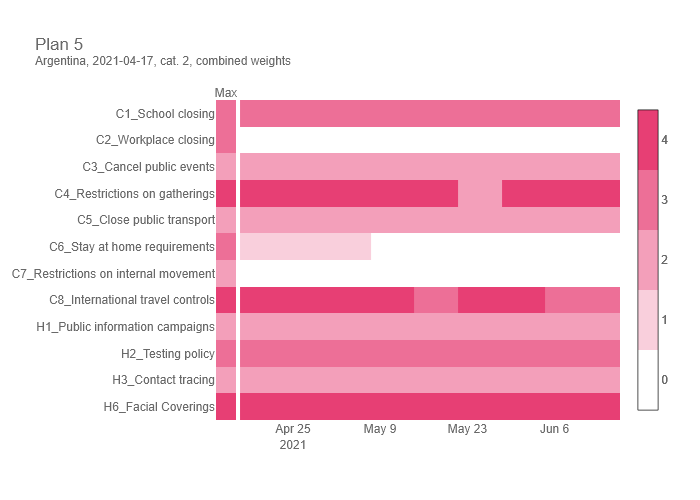 Plan 5
Argentina, 2021-04-17, cat. 2, combined weights
Max
C1_School closing
C2_Workplace closing
C3_Cancel public events
C4_Restrictions on gatherings
C5_Close public transport
C6_Stay at home requirements
C7_Restrictions on internal movement
C8_International travel controls
H1_Public information campaigns
H2_Testing policy
H3_Contact tracing
H6_Facial Coverings
Apr 25 May 9 May 23 Jun 6
2021
4
3
2
1
0